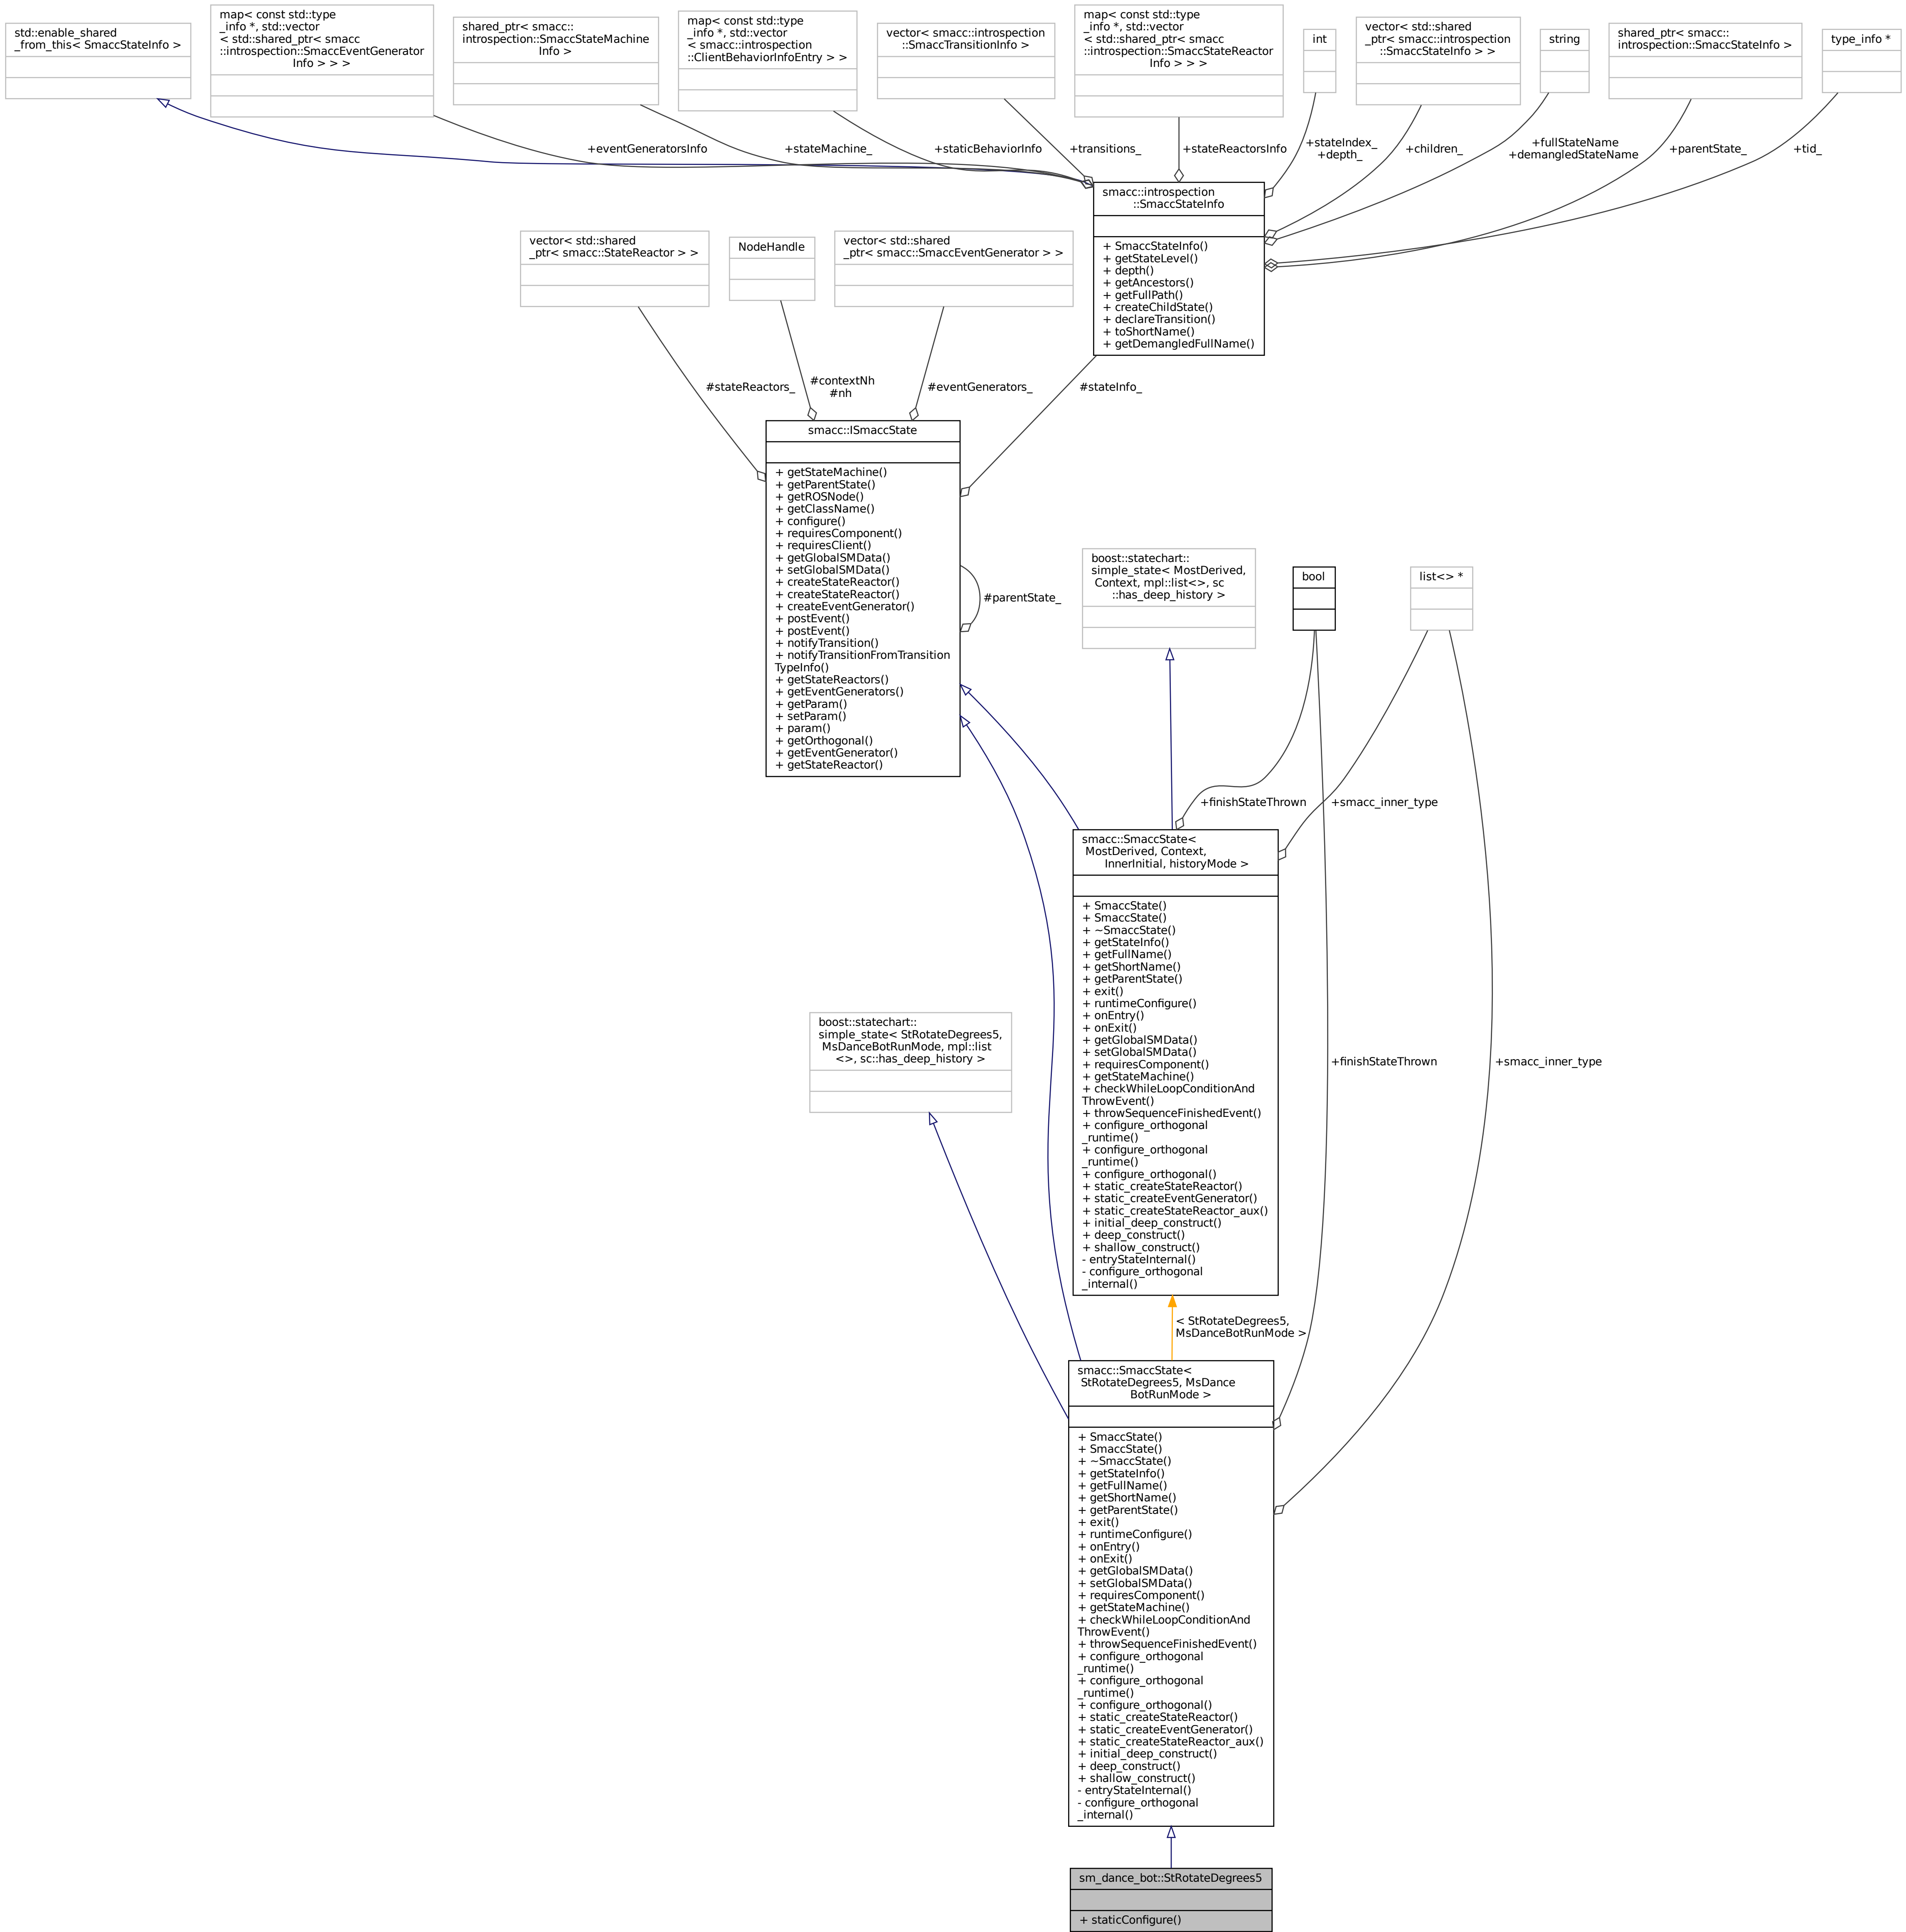 std::enable_shared
_from_this< SmaccStateInfo >
map< const std::type
_info *, std::vector
< std::shared_ptr< smacc
::introspection::SmaccEventGenerator
Info > > >
shared_ptr< smacc::
introspection::SmaccStateMachine
Info >
map< const std::type
_info *, std::vector
< smacc::introspection
::ClientBehaviorInfoEntry > >
vector< smacc::introspection
::SmaccTransitionInfo >
map< const std::type
_info *, std::vector
< std::shared_ptr< smacc
::introspection::SmaccStateReactor
Info > > >
int
vector< std::shared
_ptr< smacc::introspection
::SmaccStateInfo > >
string
shared_ptr< smacc::
introspection::SmaccStateInfo >
type_info *
+eventGeneratorsInfo
+stateMachine_
+staticBehaviorInfo
+transitions_
+stateReactorsInfo
+stateIndex_
+depth_
+children_
+fullStateName
+demangledStateName
+parentState_
+tid_
smacc::introspection
::SmaccStateInfo
+ SmaccStateInfo()
+ getStateLevel()
+ depth()
+ getAncestors()
+ getFullPath()
+ createChildState()
+ declareTransition()
+ toShortName()
+ getDemangledFullName()
vector< std::shared
_ptr< smacc::StateReactor > >
NodeHandle
vector< std::shared
_ptr< smacc::SmaccEventGenerator > >
#stateReactors_
#contextNh
#nh
#eventGenerators_
#stateInfo_
smacc::ISmaccState
+ getStateMachine()
+ getParentState()
+ getROSNode()
+ getClassName()
+ configure()
+ requiresComponent()
+ requiresClient()
+ getGlobalSMData()
+ setGlobalSMData()
+ createStateReactor()
+ createStateReactor()
+ createEventGenerator()
+ postEvent()
+ postEvent()
+ notifyTransition()
+ notifyTransitionFromTransition
TypeInfo()
+ getStateReactors()
+ getEventGenerators()
+ getParam()
+ setParam()
+ param()
+ getOrthogonal()
+ getEventGenerator()
+ getStateReactor()
#parentState_
boost::statechart::
simple_state< MostDerived,
Context, mpl::list<>, sc
::has_deep_history >
bool
list<> *
+finishStateThrown
+smacc_inner_type
smacc::SmaccState<
MostDerived, Context,
InnerInitial, historyMode >
+ SmaccState()
+ SmaccState()
+ ~SmaccState()
+ getStateInfo()
+ getFullName()
+ getShortName()
+ getParentState()
+ exit()
+ runtimeConfigure()
+ onEntry()
+ onExit()
+ getGlobalSMData()
+ setGlobalSMData()
+ requiresComponent()
+ getStateMachine()
+ checkWhileLoopConditionAnd
ThrowEvent()
+ throwSequenceFinishedEvent()
+ configure_orthogonal
_runtime()
+ configure_orthogonal
_runtime()
+ configure_orthogonal()
+ static_createStateReactor()
+ static_createEventGenerator()
+ static_createStateReactor_aux()
+ initial_deep_construct()
+ deep_construct()
+ shallow_construct()
- entryStateInternal()
- configure_orthogonal
_internal()
boost::statechart::
simple_state< StRotateDegrees5,
MsDanceBotRunMode, mpl::list
<>, sc::has_deep_history >
+finishStateThrown
+smacc_inner_type
< StRotateDegrees5,
MsDanceBotRunMode >
smacc::SmaccState<
StRotateDegrees5, MsDance
BotRunMode >
+ SmaccState()
+ SmaccState()
+ ~SmaccState()
+ getStateInfo()
+ getFullName()
+ getShortName()
+ getParentState()
+ exit()
+ runtimeConfigure()
+ onEntry()
+ onExit()
+ getGlobalSMData()
+ setGlobalSMData()
+ requiresComponent()
+ getStateMachine()
+ checkWhileLoopConditionAnd
ThrowEvent()
+ throwSequenceFinishedEvent()
+ configure_orthogonal
_runtime()
+ configure_orthogonal
_runtime()
+ configure_orthogonal()
+ static_createStateReactor()
+ static_createEventGenerator()
+ static_createStateReactor_aux()
+ initial_deep_construct()
+ deep_construct()
+ shallow_construct()
- entryStateInternal()
- configure_orthogonal
_internal()
sm_dance_bot::StRotateDegrees5
+ staticConfigure()